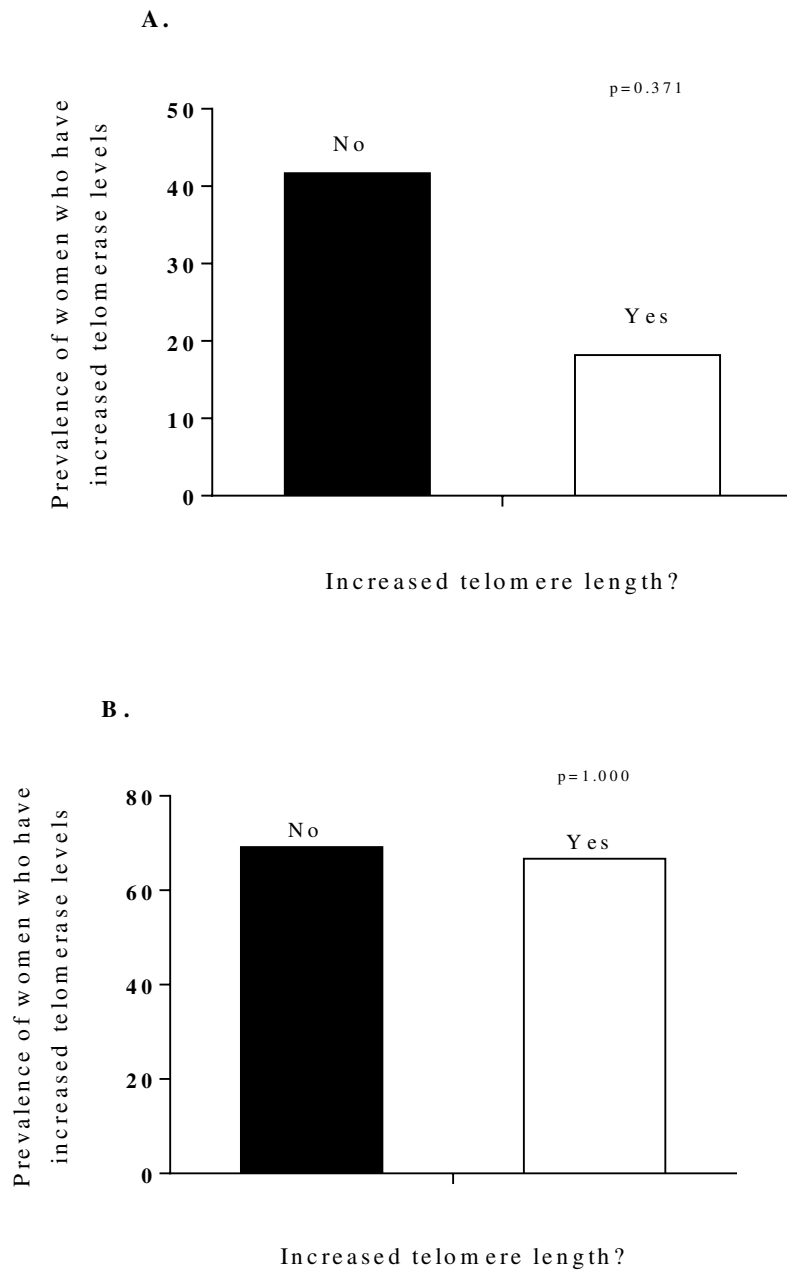 A.
p=0.371
Prevalence of women who have
increased telomerase levels
50
40
30
20
10
0
No
Yes
Increased telomere length?
B.
p=1.000
Prevalence of women who have
increased telomerase levels
80
60
40
20
0
No
Yes
Increased telomere length?